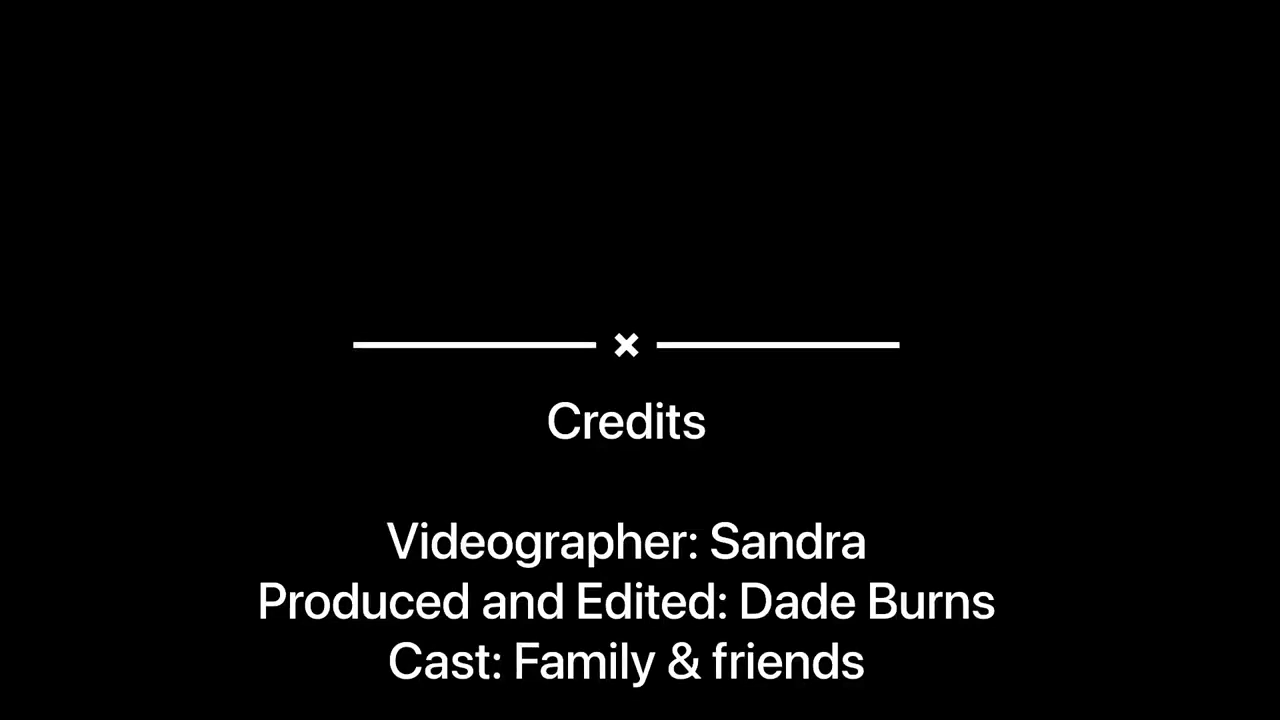 Credits
Videographer: Sandra
Produced and Edited: Dade Burns
Cast: Family & friends